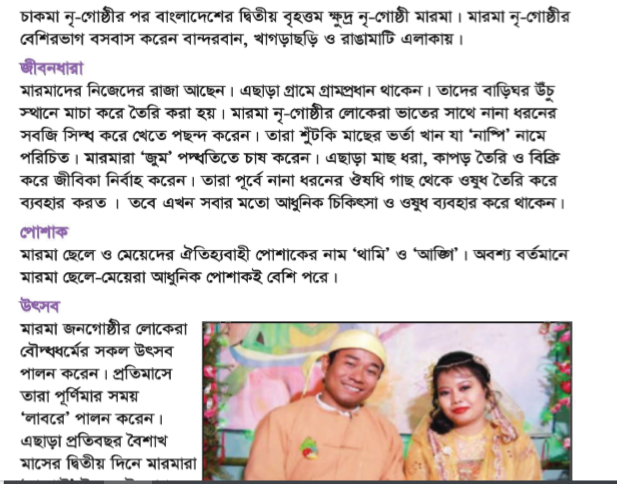 চাকমা নৃ-গোষ্ঠীর পর বাংলাদেশের দ্বিতীয় বৃহত্তম ক্ষুদ্র নৃ-গোষ্ঠী মারমা। মারমা নৃ-গোষ্ঠীর
বেশিরভাগ বসবাস করেন বান্দরবান, খাগড়াছড়ি ও রাঙামাটি এলাকায়।
জীবনধারা
মারমাদের নিজেদের রাজা আছেন। এছাড়া গ্রামে গ্রামপ্রধান থাকেন। তাদের বাড়িঘর উঁচু
স্থানে মাচা করে তৈরি করা হয়। মারমা নৃ-গোষ্ঠীর লোকেরা ভাতের সাথে নানা ধরনের
সবজি সিদ্ধ করে খেতে পছন্দ করেন। তারা শুঁটকি মাছের ভর্তা খান যা ‘নাপ্পি’ নামে
পরিচিত। মারমারা ‘জুম’ পদ্ধতিতে চাষ করেন। এছাড়া মাছ ধরা, কাপড় তৈরি ও বিক্রি
করে জীবিকা নির্বাহ করেন। তারা পূর্বে নানা ধরনের ঔষধি গাছ থেকে ওষুধ তৈরি করে
ব্যবহার করত । তবে এখন সবার মতো আধুনিক চিকিৎসা ও ওষুধ ব্যবহার করে থাকেন।
পোশাক
মারমা ছেলে ও মেয়েদের ঐতিহ্যবাহী পোশাকের নাম ‘থামি’ ও ‘আঙ্গি’। অবশ্য বর্তমানে
মারমা ছেলে-মেয়েরা আধুনিক পোশাকই বেশি পরে।
উৎসব
মারমা জনগোষ্ঠীর লোকেরা
বৌদ্ধধর্মের সকল উৎসব
পালন করেন। প্রতিমাসে
তারা পূর্ণিমার সময়
‘লাবরে’ পালন করেন।
এছাড়া প্রতিবছর বৈশাখ
মাসের দ্বিতীয় দিনে মারমারা